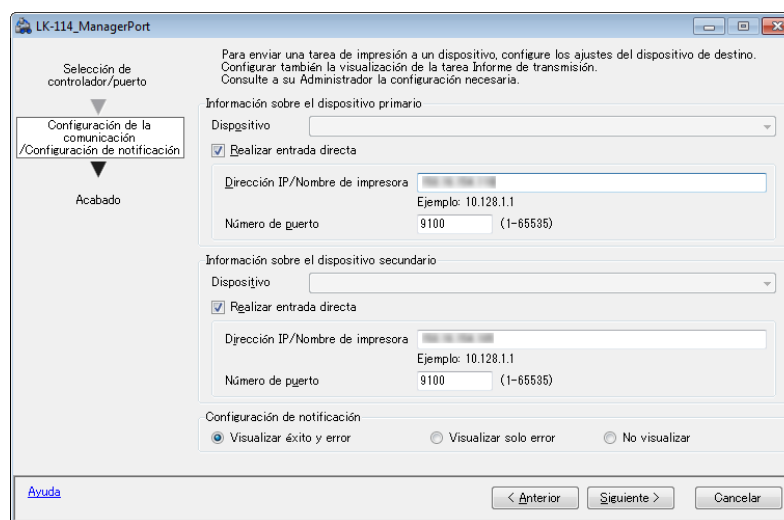 LK-114_ManagerPort
Para enviar una tarea de impresión a un dispositivo, configure los ajustes del dispositivo de destino.
Configurar también la visualización de la tarea Informe de transmisión.
Consulte a su Administrador la configuración necesaria.
Selección de
controlador/puerto
Configuración de la
comunicación
/Configuración de notificación
Acabado
Información sobre el dispositivo primario
Dispositivo
Realizar entrada directa
Dirección IP/Nombre de impresora
Ejemplo: 10.128.1.1
Número de puerto 9100 (1-65535)
Información sobre el dispositivo secundario
Dispositivo
Realizar entrada directa
Dirección IP/Nombre de impresora
Ejemplo: 10.128.1.1
Número de puerto 9100 (1-65535)
Configuración de notificación
Visualizar éxito y error Visualizar solo error No visualizar
Ayuda < Anterior Siguiente > Cancelar